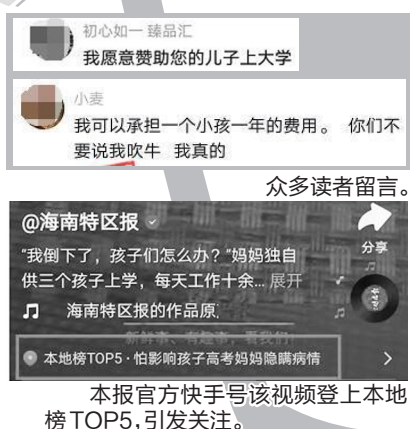 初心如一 臻品汇
我愿意赞助您的儿子上大学
小麦
我可以承担一个小孩一年的费用。 你们不
要说我吹牛 我真的
众多读者留言。
@海南特区报
分享
“我倒下了，孩子们怎么办？”妈妈独自
供三个孩子上学，每天工作十余... 展开
海南特区报的作品原
本地榜TOP5·怕影响孩子高考妈妈隐瞒病情
本报官方快手号该视频登上本地
榜TOP5，引发关注。